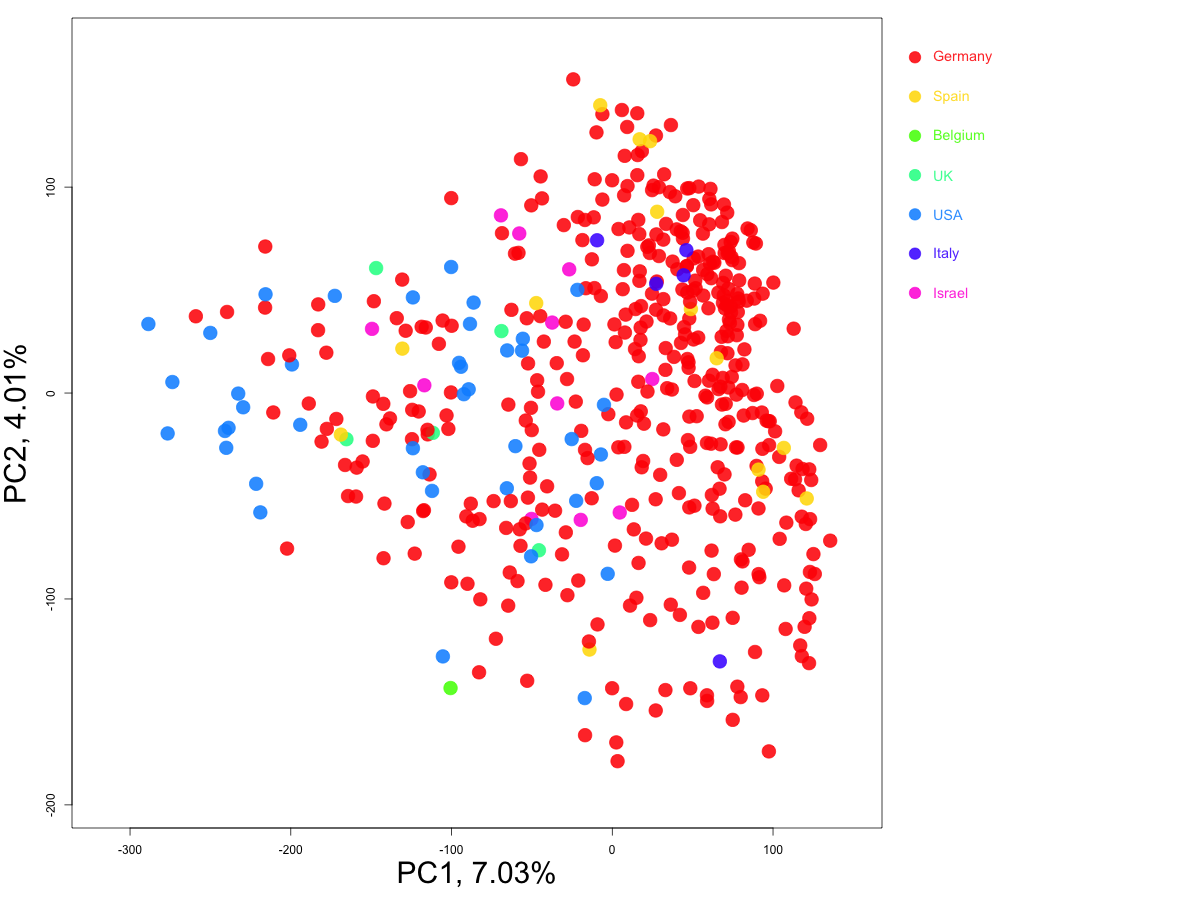 Germany
Spain
Belgium
UK
USA
Italy
Israel
PC2, 4.01%
100
0
-100
-200
-300 -200 -100 0 100
PC1, 7.03%